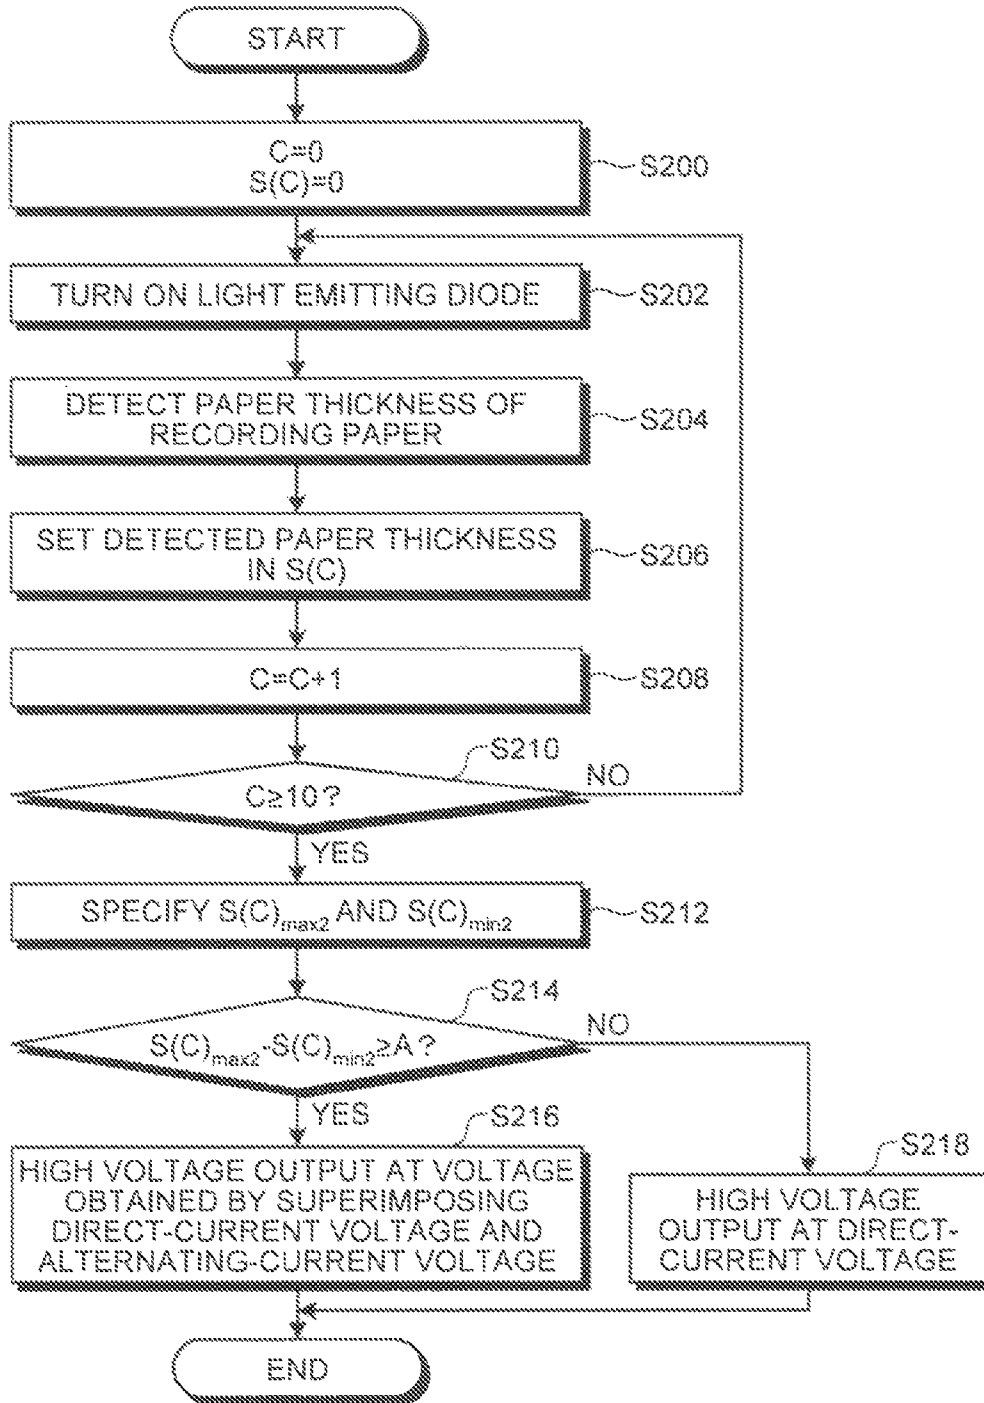 START
C=0
S(C)=0
S200
TURN ON LIGHT EMITTING DIODE
S202
DETECT PAPER THICKNESS OF
RECORDING PAPER
S204
SET DETECTED PAPER THICKNESS
IN S(C)
S206
C=C+1
S208
S210
C≥10?
NO
YES
SPECIFY S(C)max2 AND S(C)min2
S212
S214
S(C)max2-S(C)min2≥A?
NO
YES
S216
HIGH VOLTAGE OUTPUT AT VOLTAGE
OBTAINED BY SUPERIMPOSING
DIRECT-CURRENT VOLTAGE AND
ALTERNATING-CURRENT VOLTAGE
S218
HIGH VOLTAGE
OUTPUT AT DIRECT-
CURRENT VOLTAGE
END